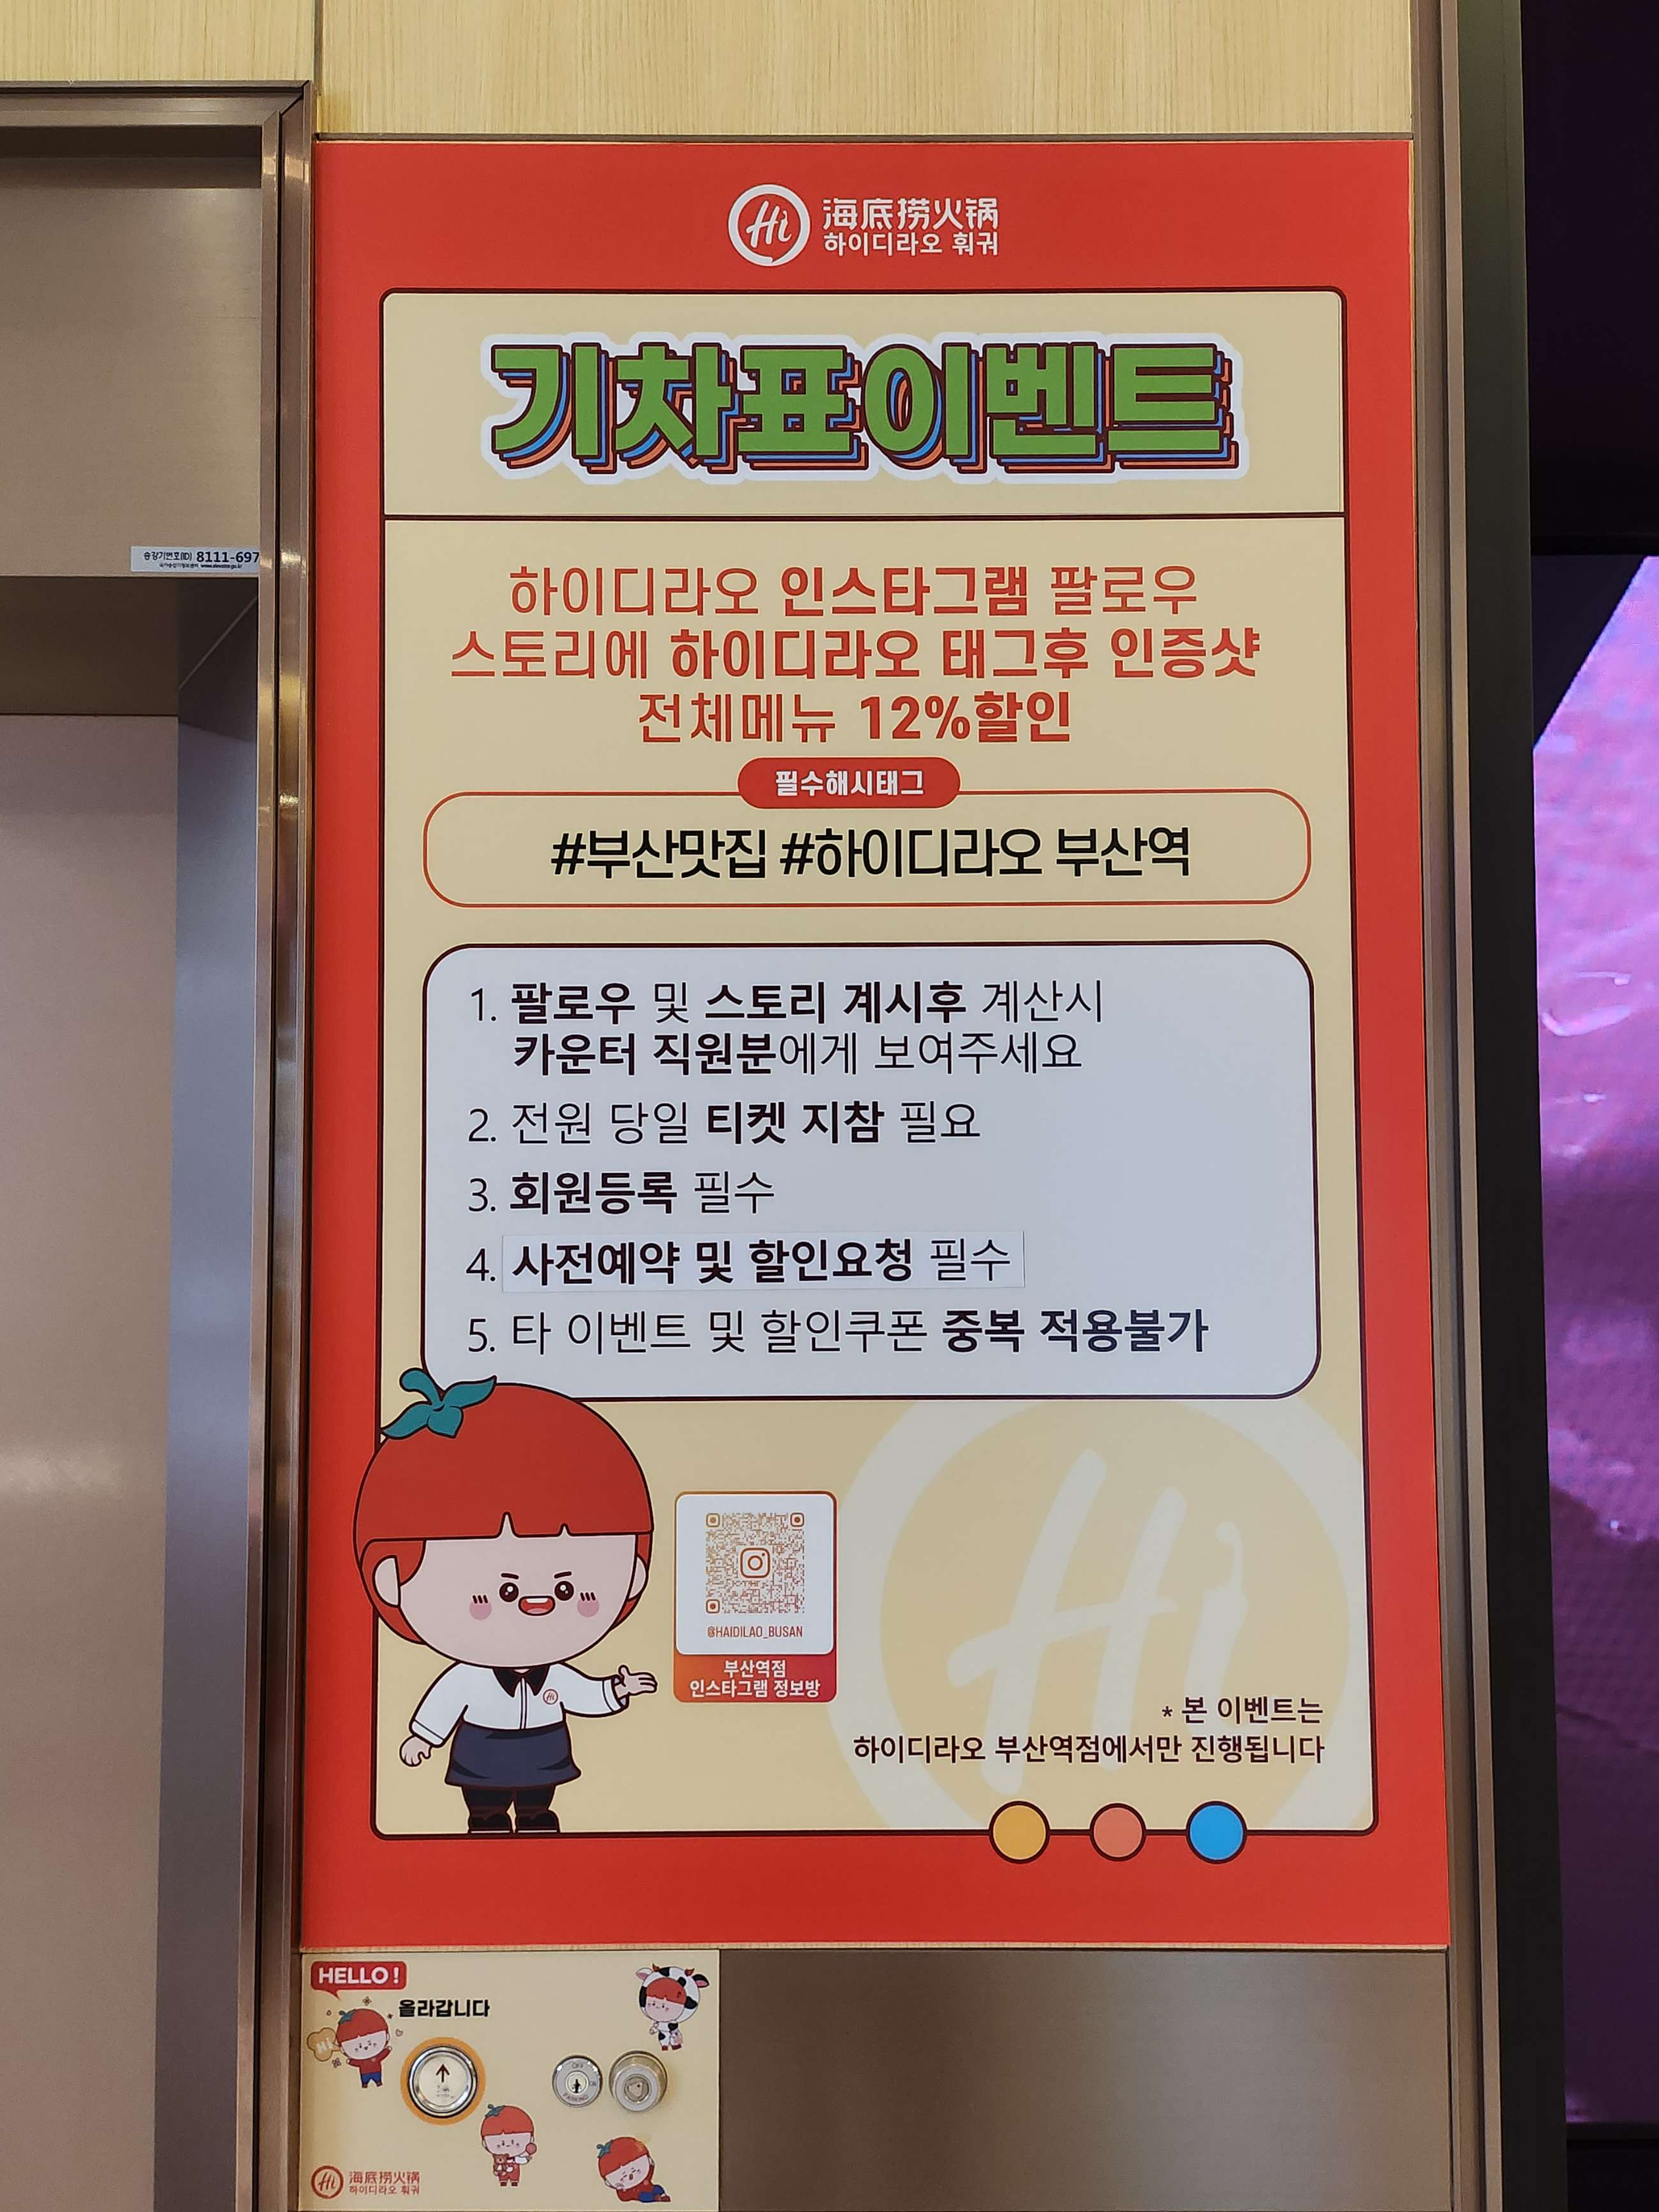 海底捞火锅
하이디라오 훠궈
기차표이벤트
승강기번호(ID) 8111-697
하이디라오 인스타그램 팔로우
스토리에 하이디라오 태그후 인증샷
전체메뉴 12%할인
필수해시태그
#부산맛집 #하이디라오 부산역
1. 팔로우 및 스토리 계시후 계산시
카운터 직원분에게 보여주세요
2. 전원 당일 티켓 지참 필요
3. 회원등록 필수
4. 사전예약 및 할인요청 필수
5. 타 이벤트 및 할인쿠폰 중복 적용불가
Hi
@HAIDILAO_BUSAN
부산역점
인스타그램 정보방
* 본 이벤트는
하이디라오 부산역점에서만 진행됩니다
HELLO!
올라갑니다
海底捞火锅
하이디라오 훠궈